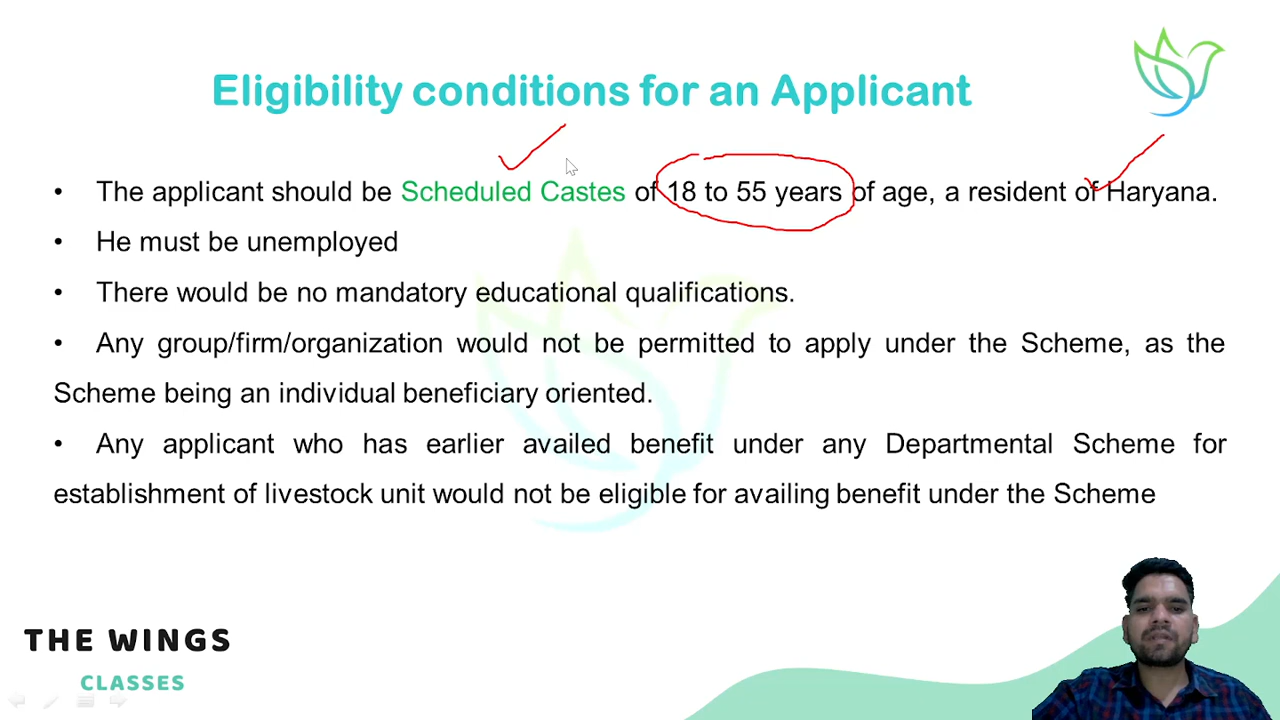 Eligibility conditions for an Applicant
• The applicant should be Scheduled Castes of 18 to 55 years of age, a resident of Haryana.
• He must be unemployed
• There would be no mandatory educational qualifications.
• Any group/firm/organization would not be permitted to apply under the Scheme, as the
Scheme being an individual beneficiary oriented.
• Any applicant who has earlier availed benefit under any Departmental Scheme for
establishment of livestock unit would not be eligible for availing benefit under the Scheme
THE WINGS
CLASSES